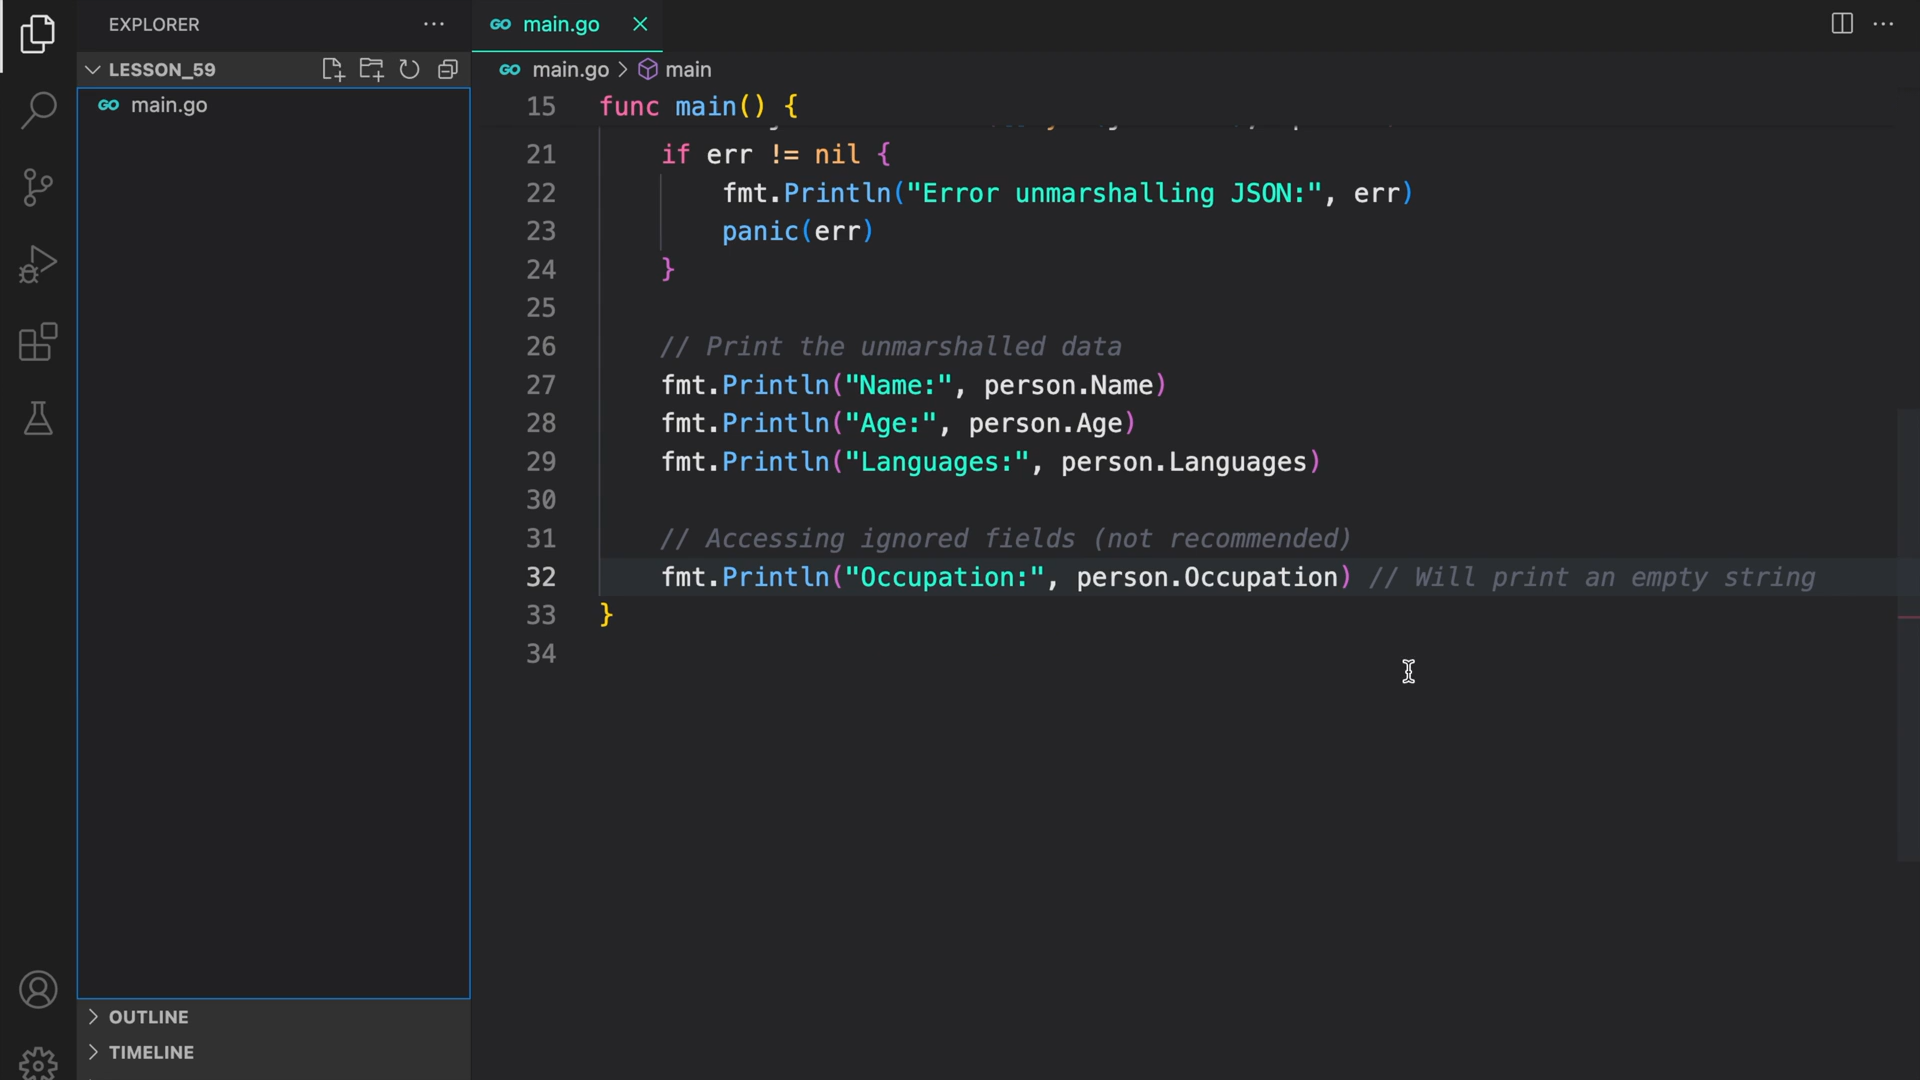 EXPLORER
main.go
LESSON_59
main.go
main.go > main
15 func main() {
21 if err != nil {
22 fmt.Println("Error unmarshalling JSON:", err)
23 panic(err)
24 }
25
26 // Print the unmarshalled data
27 fmt.Println("Name:", person.Name)
28 fmt.Println("Age:", person.Age)
29 fmt.Println("Languages:", person.Languages)
30
31 // Accessing ignored fields (not recommended)
32 fmt.Println("Occupation:", person.Occupation) // Will print an empty string
33 }
34
OUTLINE
TIMELINE